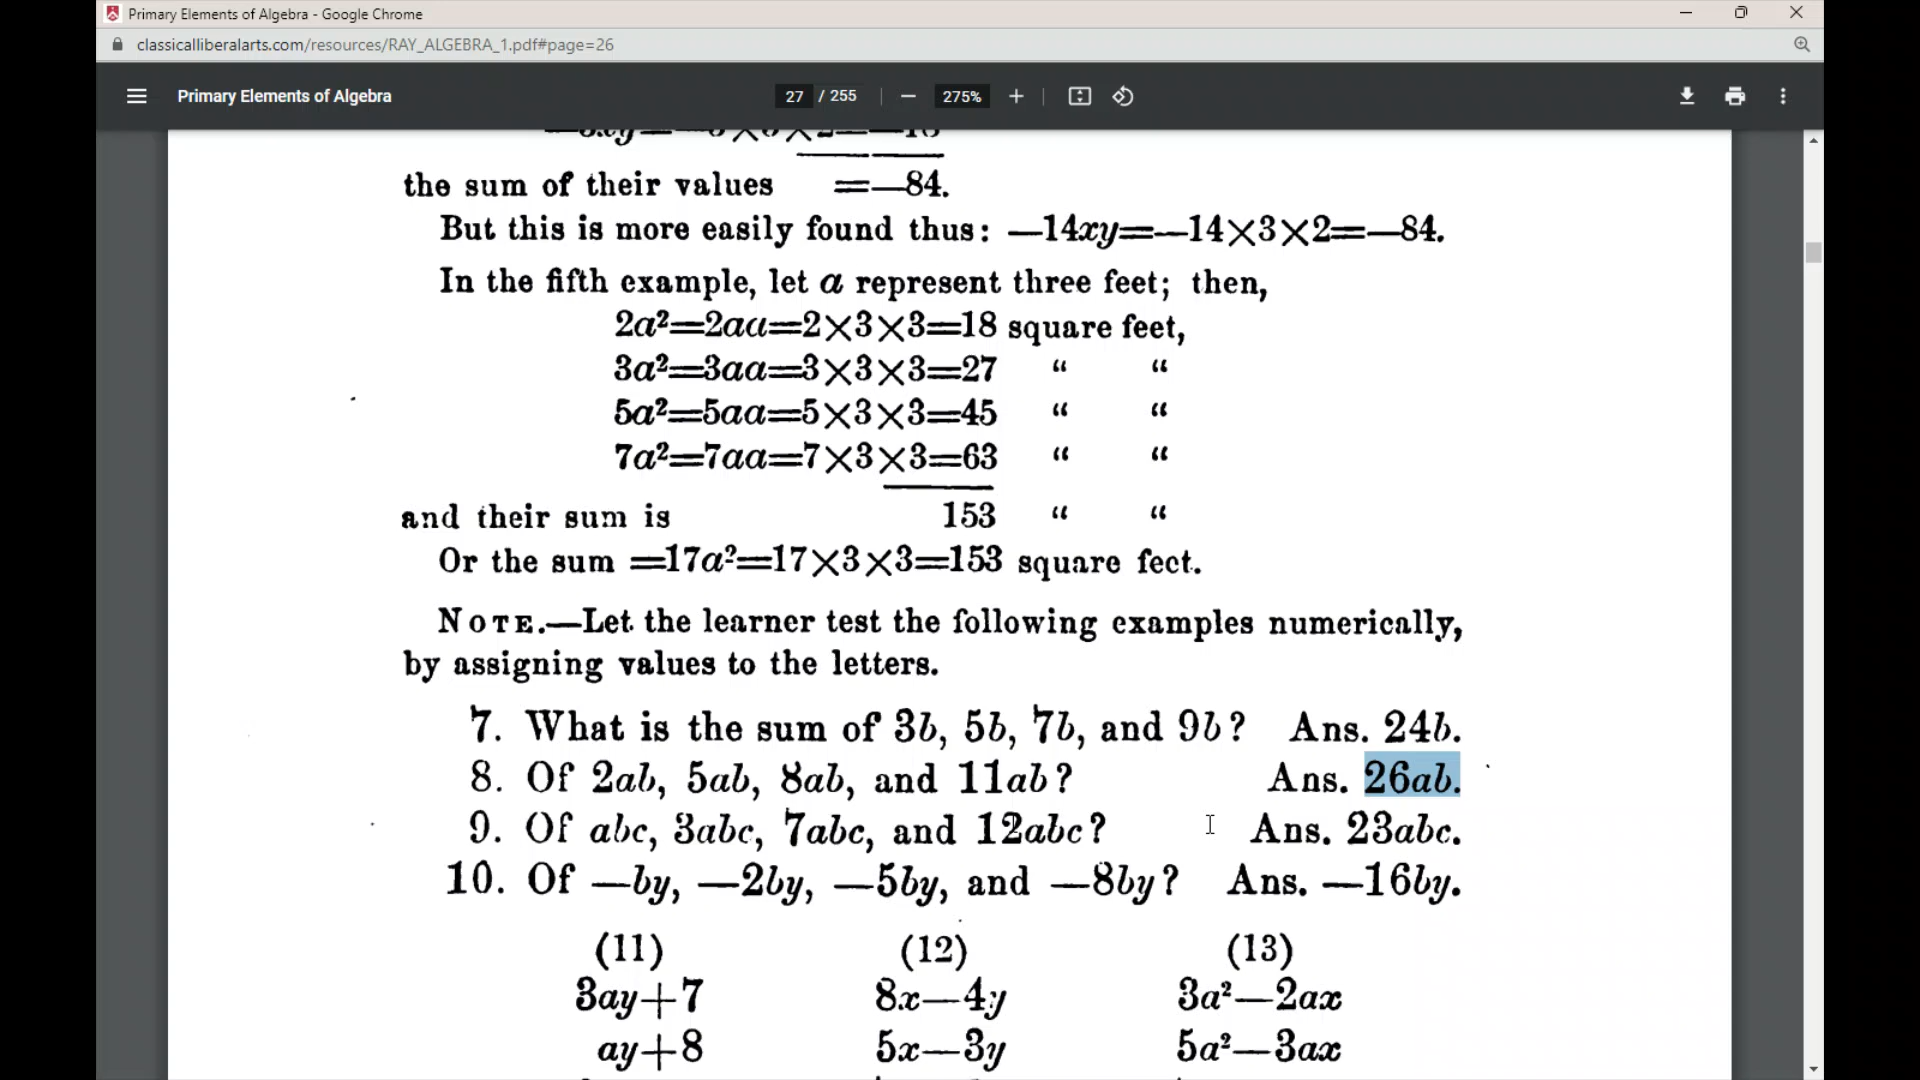 Primary Elements of Algebra - Google Chrome
classicalliberalarts.com/resources/RAY_ALGEBRA_1.pdf#page=26
Primary Elements of Algebra
27 / 255
275%
the sum of their values =—84.
But this is more easily found thus: —14xy=—14×3×2=—84.
In the fifth example, let a represent three feet; then,
2a²=2aa=2×3×3=18 square feet,
3a²=3aa=3×3×3=27 “ “
5a²=5aa=5×3×3=45 “ “
7a²=7aa=7×3×3=63 “ “
and their sum is 153 “ “
Or the sum =17a²=17×3×3=153 square feet.
NOTE.—Let the learner test the following examples numerically,
by assigning values to the letters.
7. What is the sum of 3b, 5b, 7b, and 9b? Ans. 24b.
8. Of 2ab, 5ab, 8ab, and 11ab? Ans. 26ab.
9. Of abc, 3abc, 7abc, and 12abc? Ans. 23abc.
10. Of —by, —2by, —5by, and —8by? Ans. —16by.
(11) (12) (13)
3ay+7 8x—4y 3a²—2ax
ay+8 5x—3y 5a²—3ax